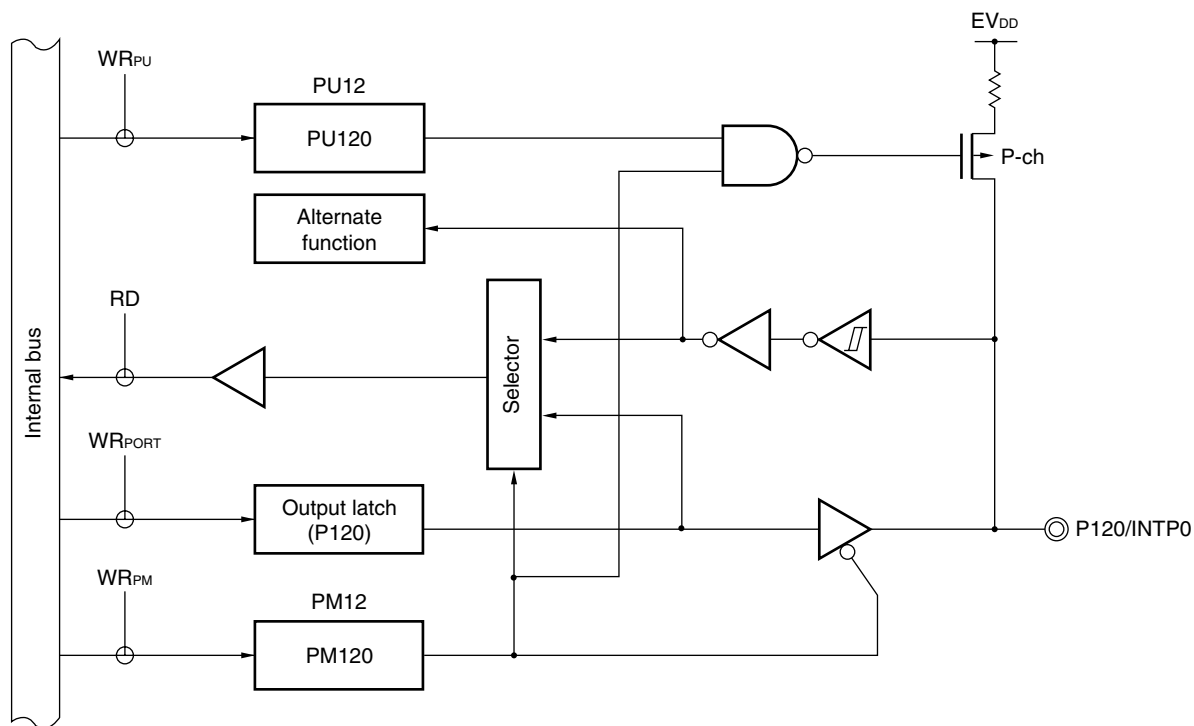 EVDD
WRPU
PU12
PU120
P-ch
Alternate
function
RD
Selector
Internal bus
WRPORT
Output latch
(P120)
P120/INTP0
WRPM
PM12
PM120